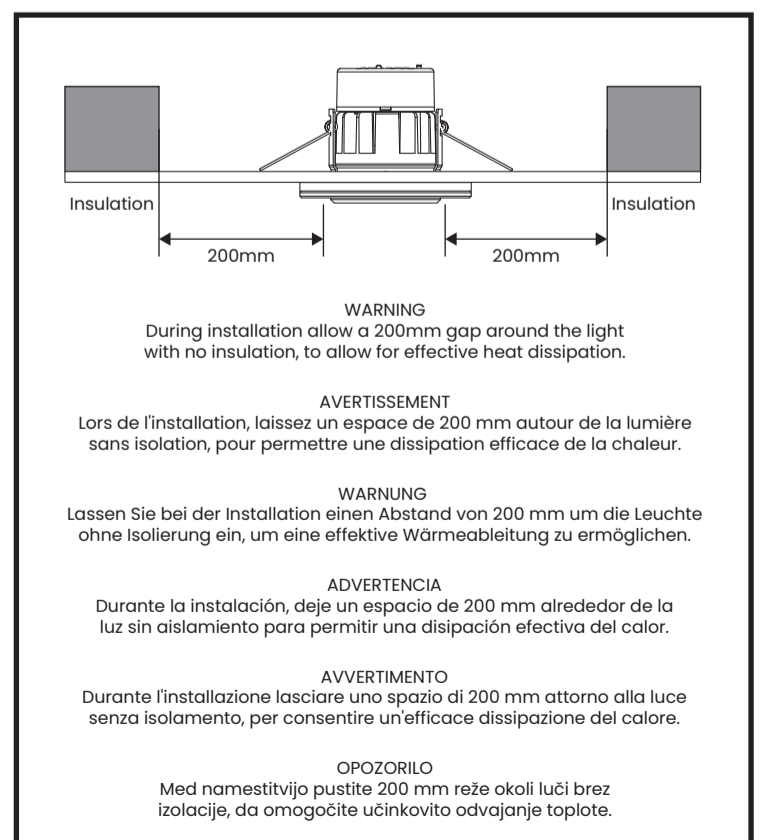 Insulation
Insulation
200mm
200mm
WARNING
During installation allow a 200mm gap around the light
with no insulation, to allow for effective heat dissipation.
AVERTISSEMENT
Lors de l'installation, laissez un espace de 200 mm autour de la lumière
sans isolation, pour permettre une dissipation efficace de la chaleur.
WARNUNG
Lassen Sie bei der Installation einen Abstand von 200 mm um die Leuchte
ohne Isolierung ein, um eine effektive Wärmeableitung zu ermöglichen.
ADVERTENCIA
Durante la instalación, deje un espacio de 200 mm alrededor de la
luz sin aislamiento para permitir una disipación efectiva del calor.
AVVERTIMENTO
Durante l'installazione lasciare uno spazio di 200 mm attorno alla luce
senza isolamento, per consentire un'efficace dissipazione del calore.
OPOZORILO
Med namestitvijo pustite 200 mm reže okoli luči brez
izolacije, da omogočite učinkovito odvajanje toplote.